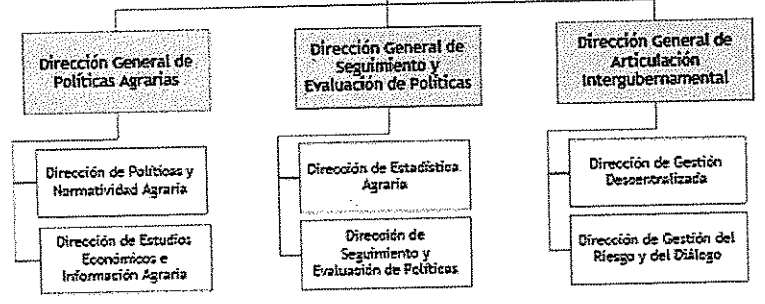 Dirección General de
Políticas Agrarias
Dirección General de
Seguimiento y
Evaluación de Políticas
Dirección General de
Articulación
Intergubernamental
Dirección de Políticas y
Normatividad Agraria
Dirección de Estadística
Agraria
Dirección de Gestión
Descentralizada
Dirección de Estudios
Económicos e
Información Agraria
Dirección de
Seguimiento y
Evaluación de Políticas
Dirección de Gestión del
Riesgo y del Diálogo